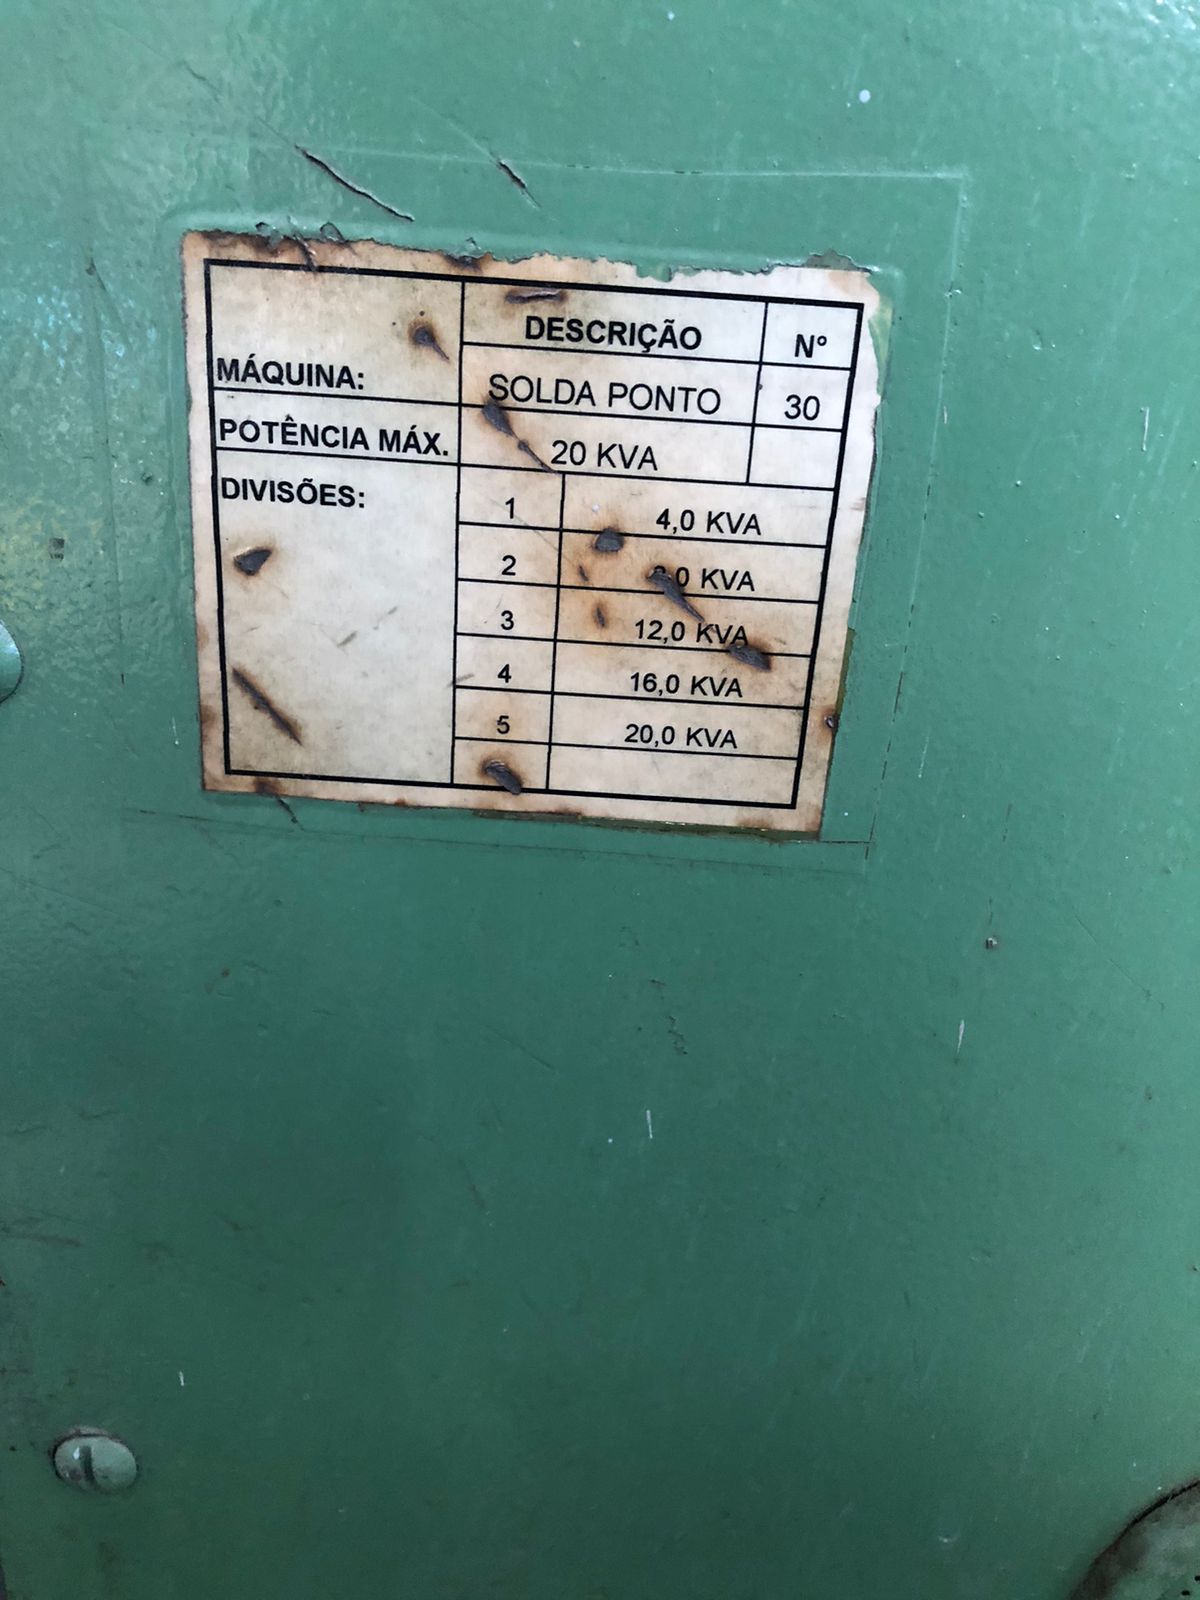 DESCRIÇÃO Nº
MÁQUINA: SOLDA PONTO 30
POTÊNCIA MÁX. 20 KVA
DIVISÕES: 1 4,0 KVA
2 KVA
3 12,0 KVA
4 16,0 KVA
5 20,0 KVA